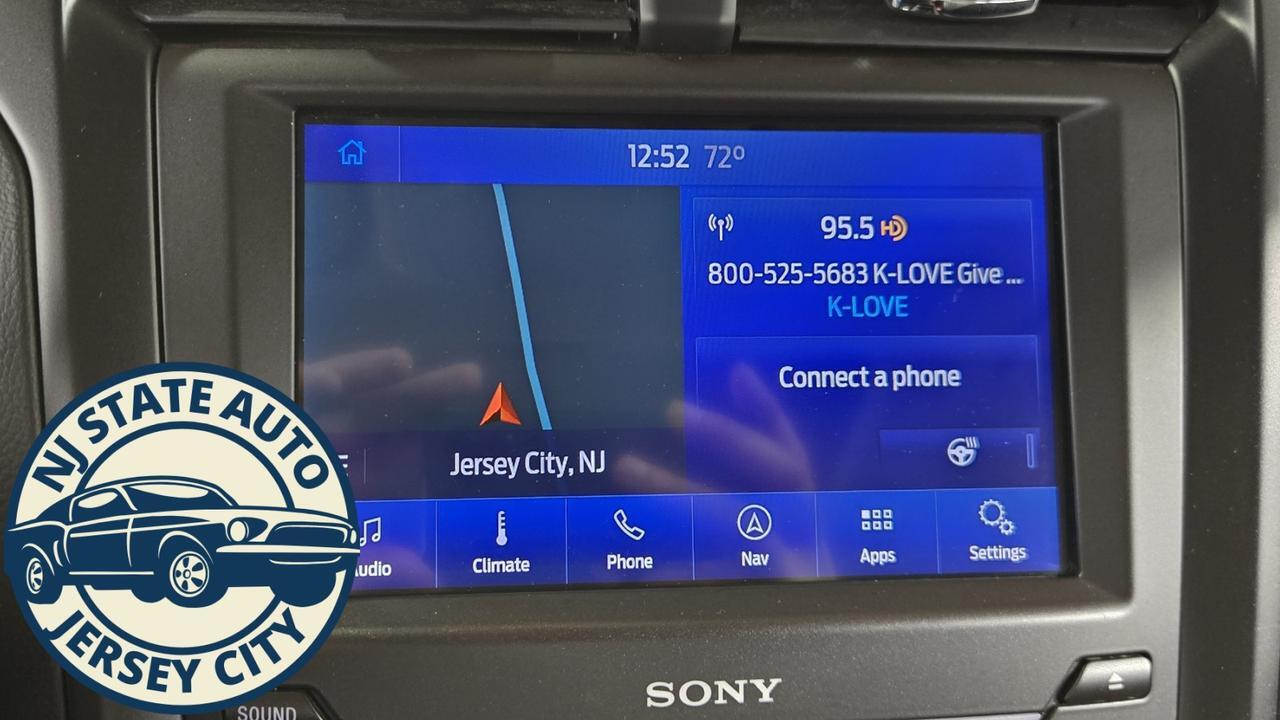 12:52 72°
95.5 HD
800-525-5683 K-LOVE Give ...
K-LOVE
Connect a phone
Jersey City, NJ
Climate
Phone
Nav
Apps
Settings
NJ STATE AUTO
JERSEY CITY
SONY
SOUND